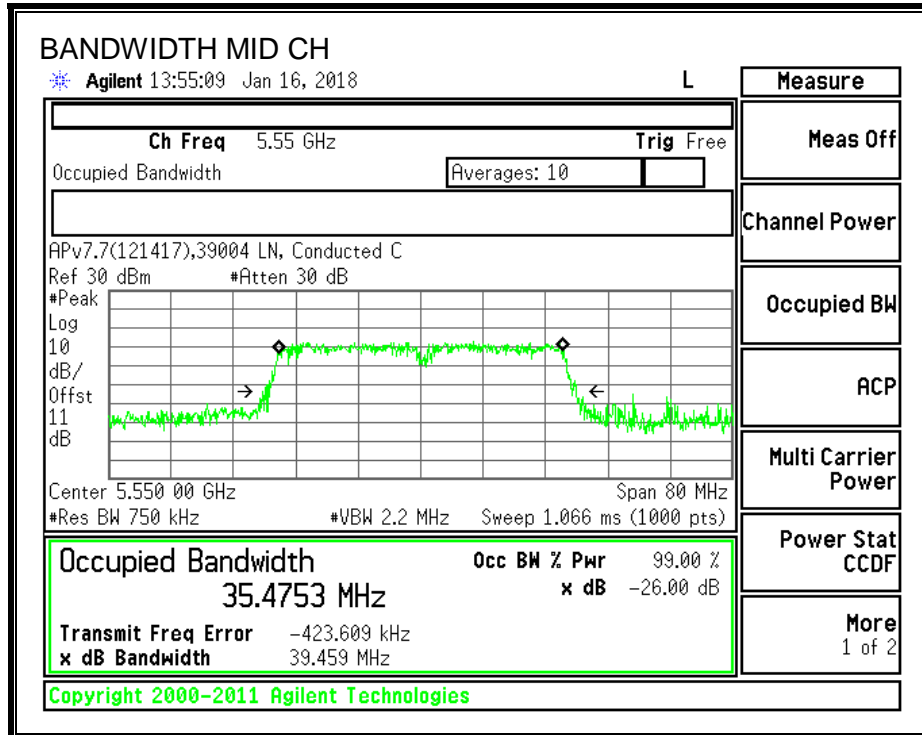 BANDWIDTH MID CH
Agilent 13:55:09 Jan 16, 2018 L
Measure
Ch Freq 5.55 GHz Trig Free
Occupied Bandwidth Averages: 10
Meas Off
Channel Power
APv7.7(121417),39004 LN, Conducted C
Ref 30 dBm #Atten 30 dB
#Peak
Log
10
dB/
Offst
11
dB
Occupied BW
ACP
Multi Carrier
Power
Center 5.550 00 GHz Span 80 MHz
#Res BW 750 kHz #VBW 2.2 MHz Sweep 1.066 ms (1000 pts)
Power Stat
CCDF
Occupied Bandwidth Occ BW % Pwr 99.00 %
35.4753 MHz x dB -26.00 dB
Transmit Freq Error -423.609 kHz
x dB Bandwidth 39.459 MHz
More
1 of 2
Copyright 2000-2011 Agilent Technologies